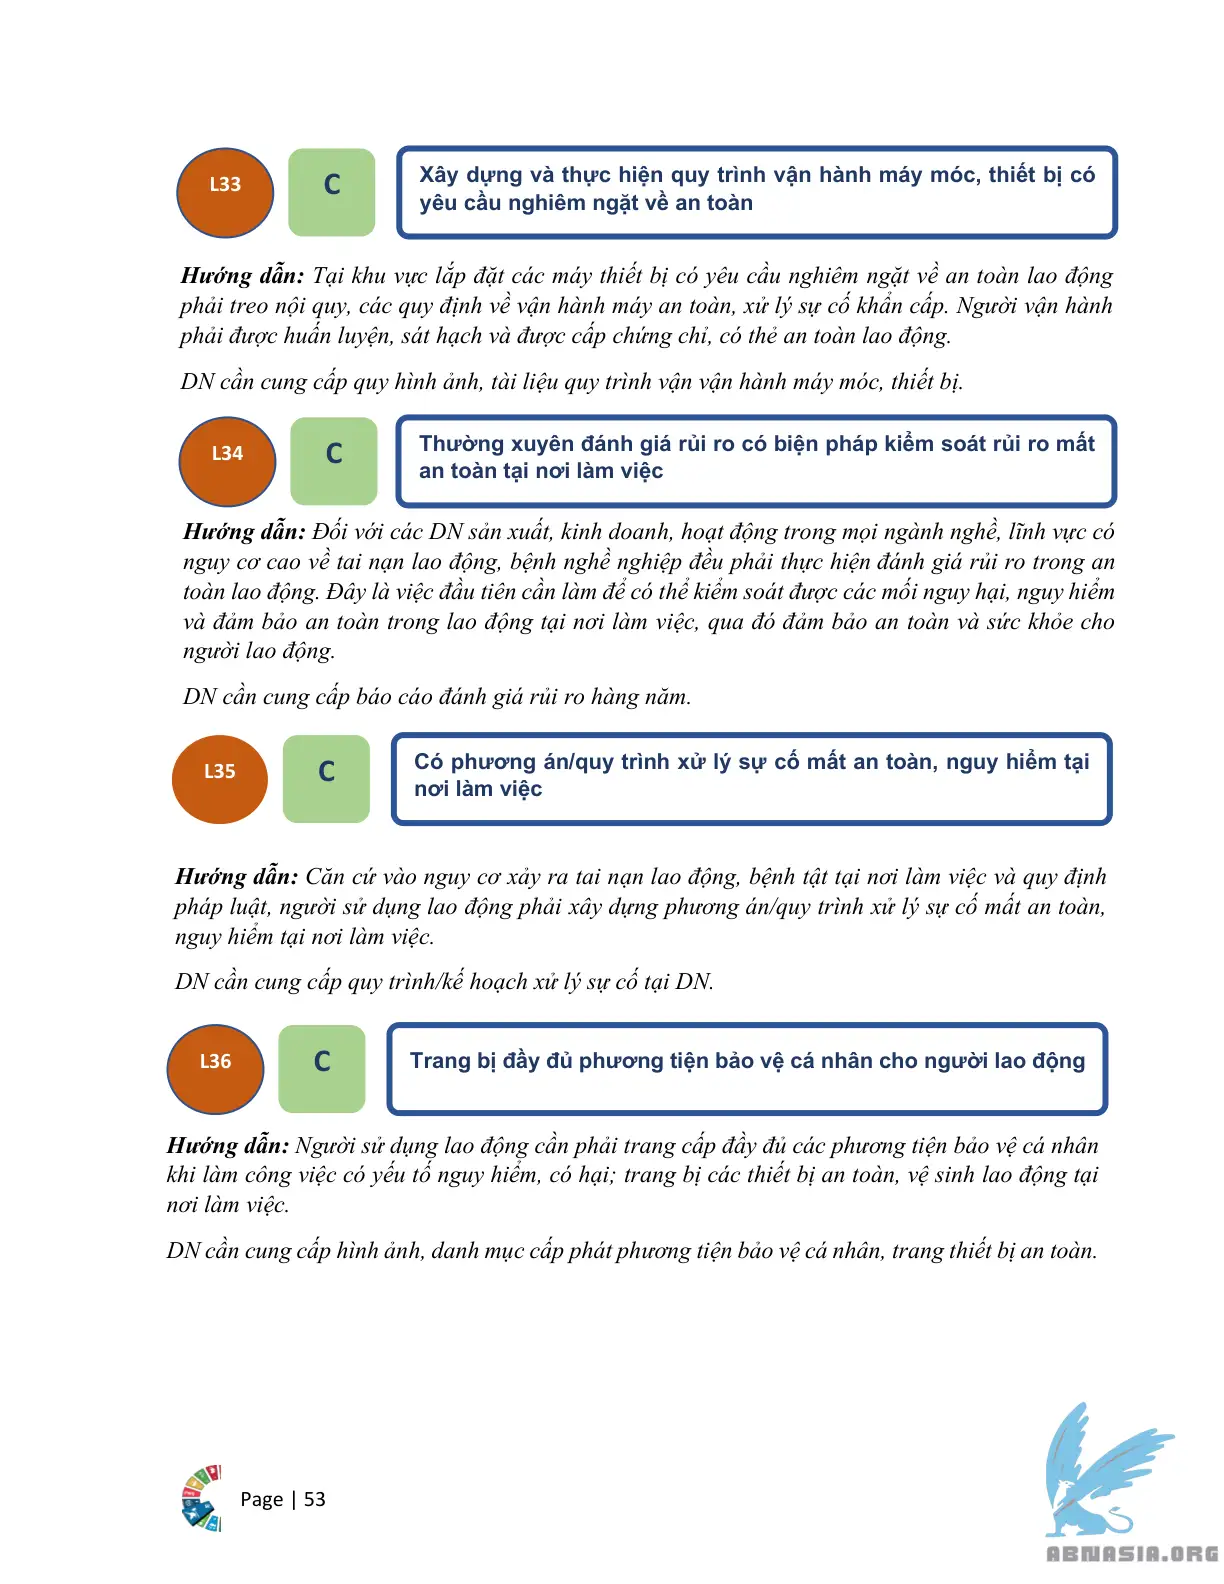 L33
C
Xây dựng và thực hiện quy trình vận hành máy móc, thiết bị có
yêu cầu nghiêm ngặt về an toàn
Hướng dẫn: Tại khu vực lắp đặt các máy thiết bị có yêu cầu nghiêm ngặt về an toàn lao động
phải treo nội quy, các quy định về vận hành máy an toàn, xử lý sự cố khẩn cấp. Người vận hành
phải được huấn luyện, sát hạch và được cấp chứng chỉ, có thẻ an toàn lao động.
DN cần cung cấp quy hình ảnh, tài liệu quy trình vận vận hành máy móc, thiết bị.
L34
C
Thường xuyên đánh giá rủi ro có biện pháp kiểm soát rủi ro mất
an toàn tại nơi làm việc
Hướng dẫn: Đối với các DN sản xuất, kinh doanh, hoạt động trong mọi ngành nghề, lĩnh vực có
nguy cơ cao về tai nạn lao động, bệnh nghề nghiệp đều phải thực hiện đánh giá rủi ro trong an
toàn lao động. Đây là việc đầu tiên cần làm để có thể kiểm soát được các mối nguy hại, nguy hiểm
và đảm bảo an toàn trong lao động tại nơi làm việc, qua đó đảm bảo an toàn và sức khỏe cho
người lao động.
DN cần cung cấp báo cáo đánh giá rủi ro hàng năm.
L35
C
Có phương án/quy trình xử lý sự cố mất an toàn, nguy hiểm tại
nơi làm việc
Hướng dẫn: Căn cứ vào nguy cơ xảy ra tai nạn lao động, bệnh tật tại nơi làm việc và quy định
pháp luật, người sử dụng lao động phải xây dựng phương án/quy trình xử lý sự cố mất an toàn,
nguy hiểm tại nơi làm việc.
DN cần cung cấp quy trình/kế hoạch xử lý sự cố tại DN.
L36
C
Trang bị đầy đủ phương tiện bảo vệ cá nhân cho người lao động
Hướng dẫn: Người sử dụng lao động cần phải trang cấp đầy đủ các phương tiện bảo vệ cá nhân
khi làm công việc có yếu tố nguy hiểm, có hại; trang bị các thiết bị an toàn, vệ sinh lao động tại
nơi làm việc.
DN cần cung cấp hình ảnh, danh mục cấp phát phương tiện bảo vệ cá nhân, trang thiết bị an toàn.
Page | 53
ABNASIA.ORG